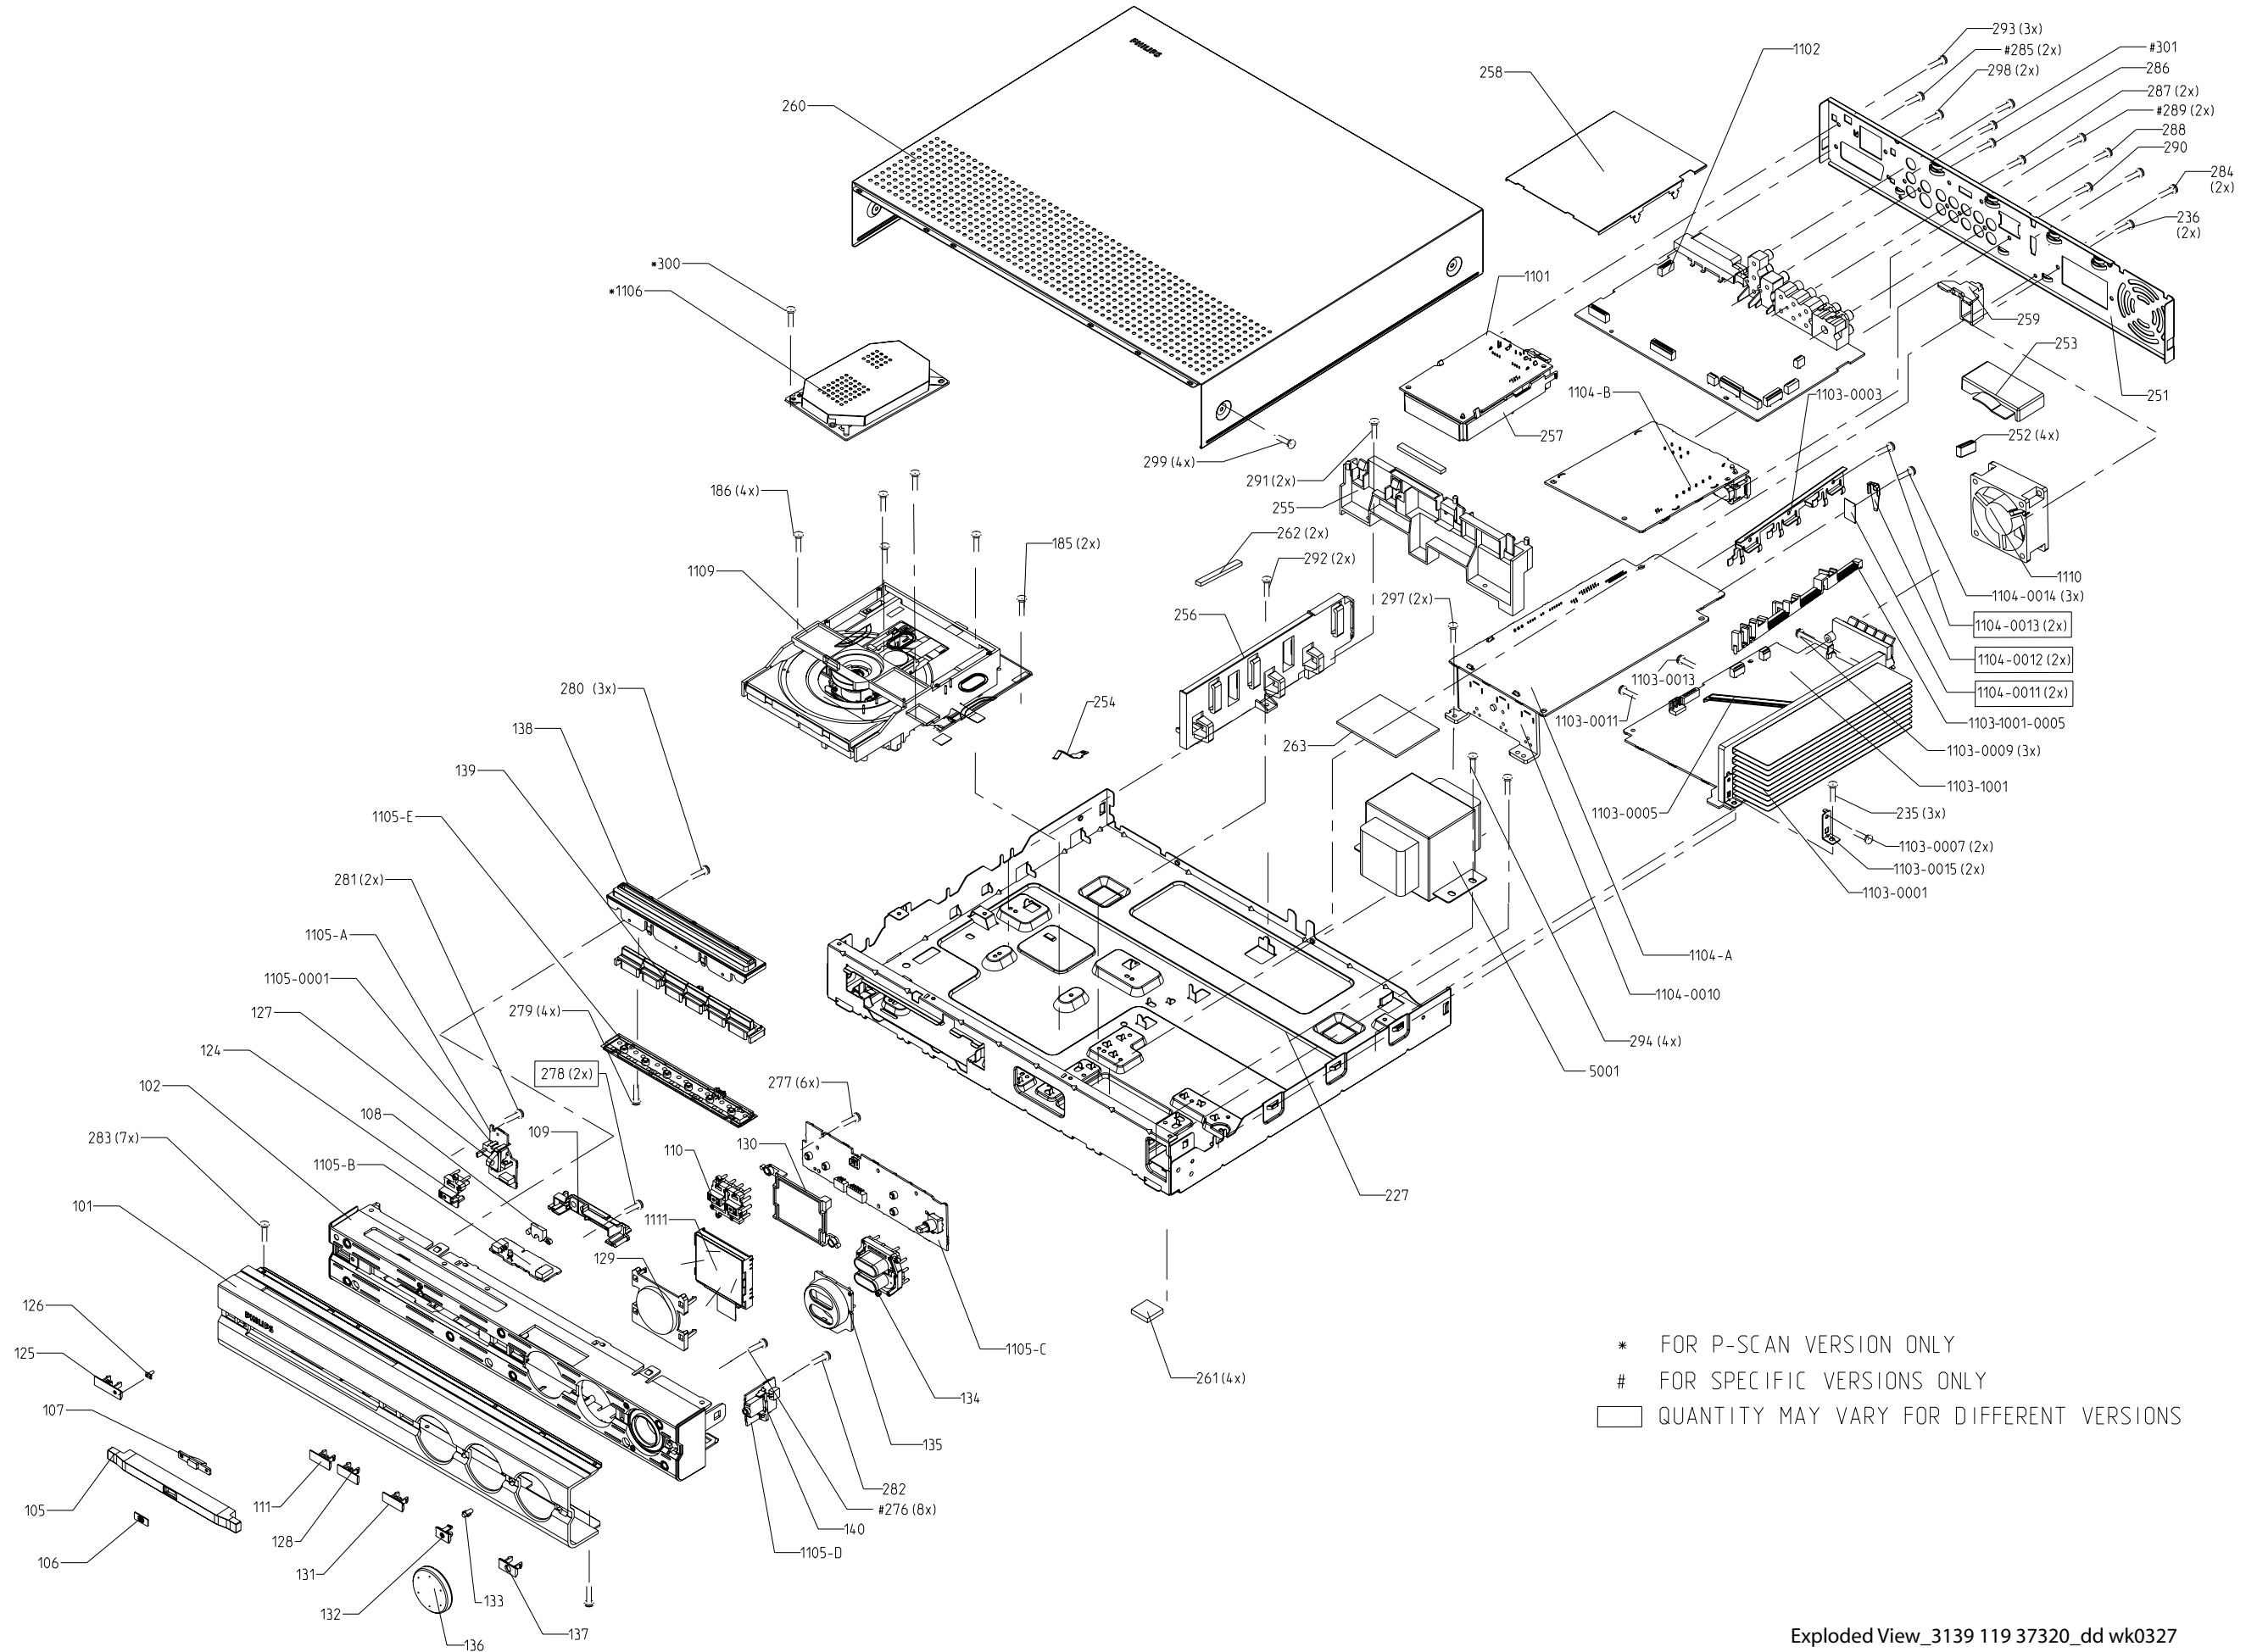 PHILIPS
293 (3x)
#285 (2x)
298 (2x)
1102
#301
286
287 (2x)
#289 (2x)
288
290
284
(2x)
236
(2x)
258
260
*300
*1106
1101
259
253
251
1103-0003
1104-B
257
252 (4x)
299 (4x)
291 (2x)
255
186 (4x)
262 (2x)
185 (2x)
292 (2x)
1109
1110
1104-0014 (3x)
297 (2x)
256
1104-0013 (2x)
1104-0012 (2x)
1103-0013
1104-0011 (2x)
280 (3x)
254
263
1103-0011
1103-1001-0005
138
1103-0009 (3x)
139
1103-1001
1105-E
1103-0005
235 (3x)
1103-0007 (2x)
1103-0015 (2x)
281 (2x)
1103-0001
1105-A
1104-A
1105-0001
1104-0010
127
279 (4x)
294 (4x)
124
278 (2x)
277 (6x)
5001
102
108
109
130
283 (7x)
110
1105-B
227
101
1111
129
PHILIPS
126
125
1105-C
261 (4x)
134
107
135
105
111
282
#276 (8x)
128
140
106
131
1105-D
132
133
137
136
* FOR P-SCAN VERSION ONLY
# FOR SPECIFIC VERSIONS ONLY
QUANTITY MAY VARY FOR DIFFERENT VERSIONS
Exploded View_3139 119 37320_dd wk0327